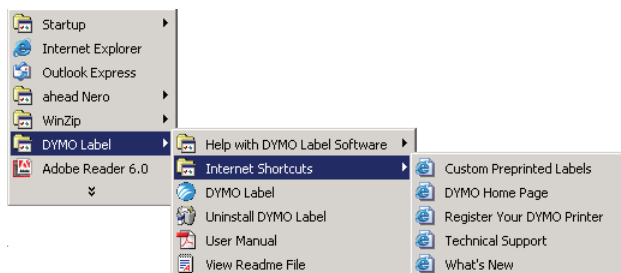 Startup
Internet Explorer
Outlook Express
ahead Nero
WinZip
DYMO Label
Adobe Reader 6.0
Help with DYMO Label Software
Internet Shortcuts
DYMO Label
Uninstall DYMO Label
User Manual
View Readme File
Custom Preprinted Labels
DYMO Home Page
Register Your DYMO Printer
Technical Support
What's New